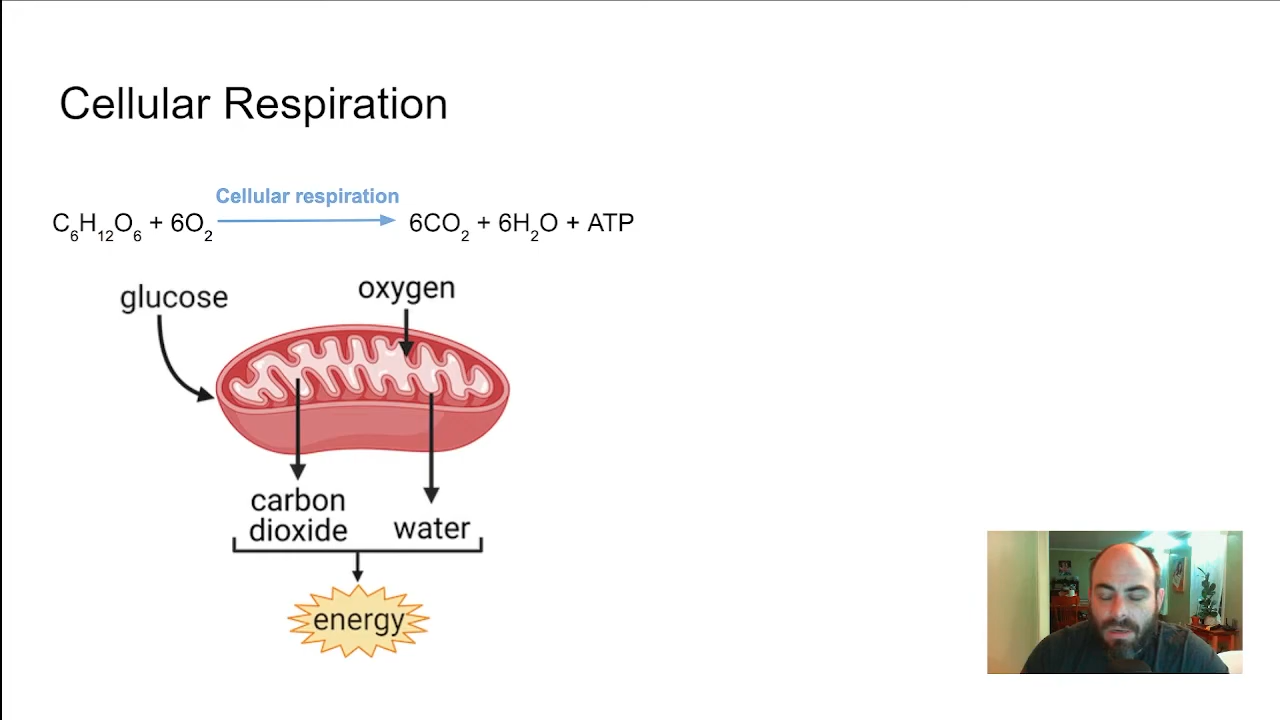 Cellular Respiration
Cellular respiration
C₆H₁₂O₆ + 6O₂ 6CO₂ + 6H₂O + ATP
glucose
oxygen
carbon
dioxide
water
energy